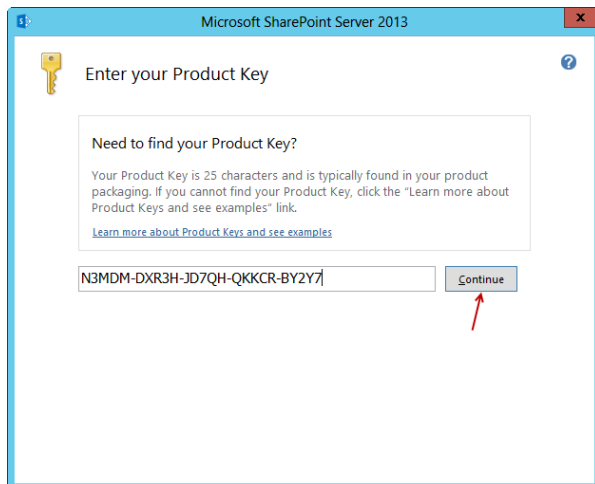 Microsoft SharePoint Server 2013
x
Enter your Product Key
?
Need to find your Product Key?
Your Product Key is 25 characters and is typically found in your product
packaging. If you cannot find your Product Key, click the "Learn more about
Product Keys and see examples" link.
Learn more about Product Keys and see examples
N3MDM-DXR3H-JD7QH-QKKCR-BY2Y7
Continue